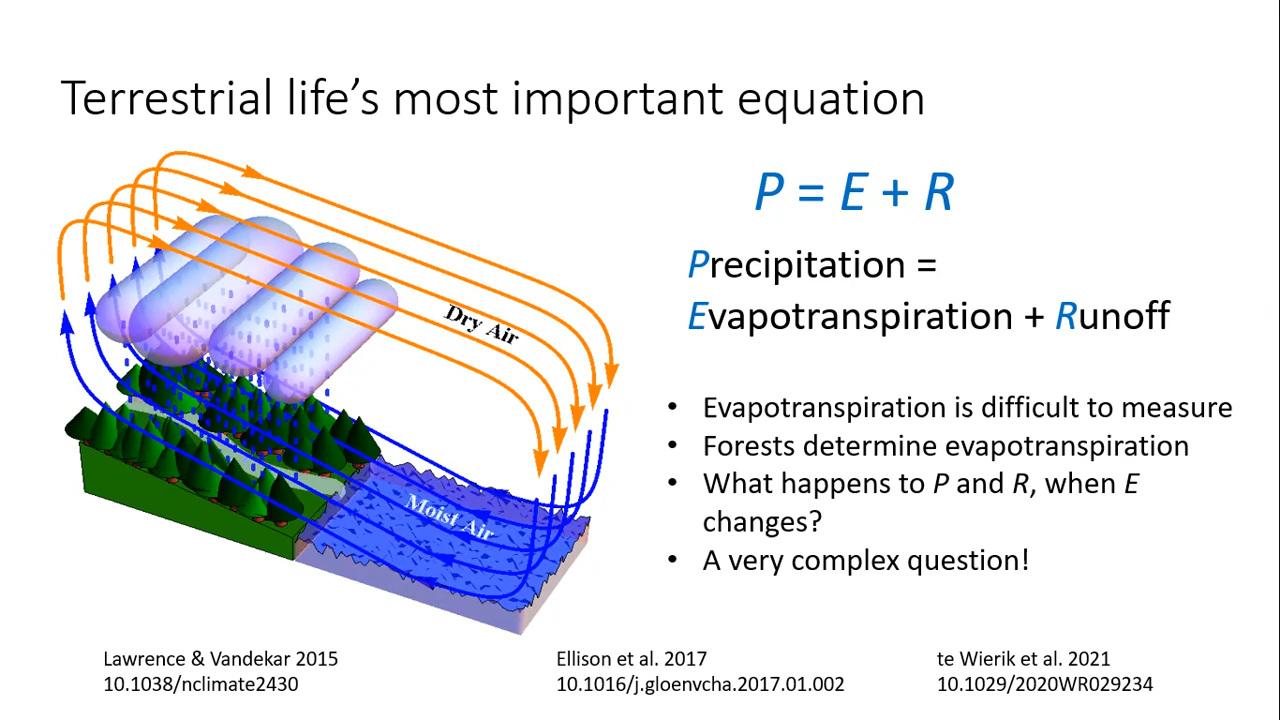 Terrestrial life's most important equation
P = E + R
Precipitation =
Evapotranspiration + Runoff
Dry Air
Moist Air
• Evapotranspiration is difficult to measure
• Forests determine evapotranspiration
• What happens to P and R, when E
changes?
• A very complex question!
Lawrence & Vandekar 2015
10.1038/nclimate2430
Ellison et al. 2017
10.1016/j.gloenvcha.2017.01.002
te Wierik et al. 2021
10.1029/2020WR029234